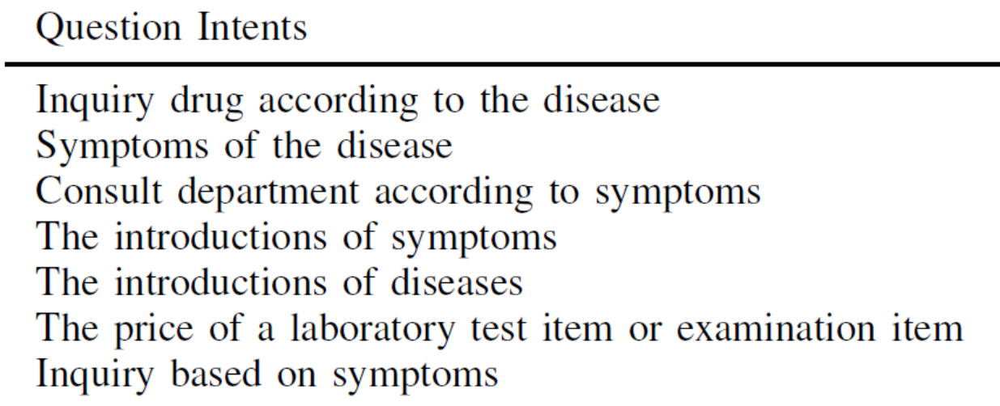 Question Intents
Inquiry drug according to the disease
Symptoms of the disease
Consult department according to symptoms
The introductions of symptoms
The introductions of diseases
The price of a laboratory test item or examination item
Inquiry based on symptoms